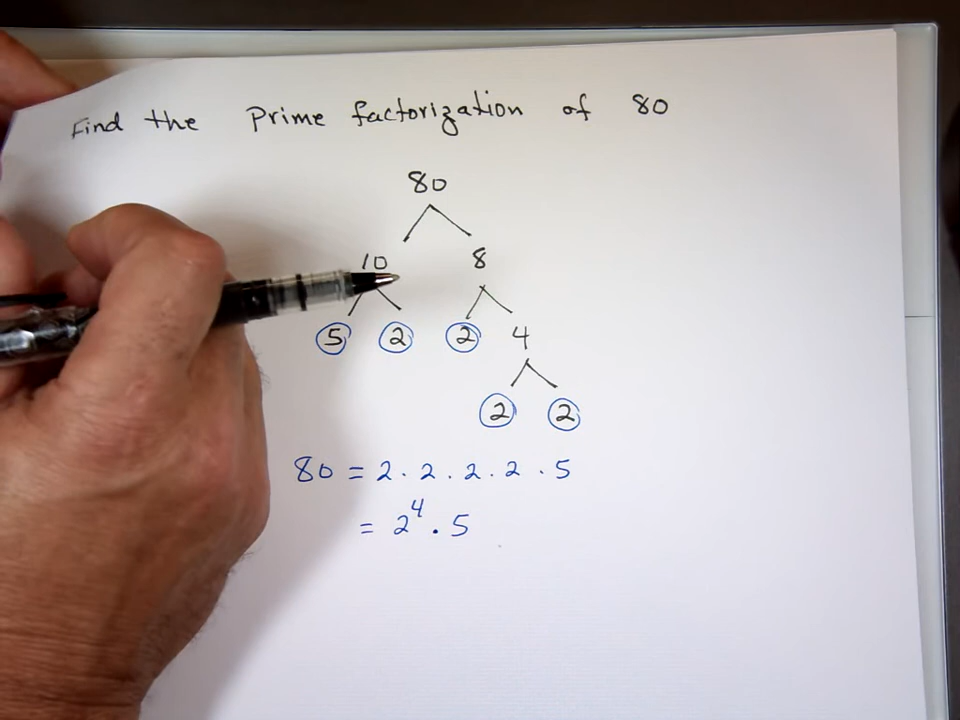 Find the Prime factorization of 80
80
10 8
5 2 2 4
2 2
80 = 2 · 2 · 2 · 2 · 5
= 2⁴ · 5